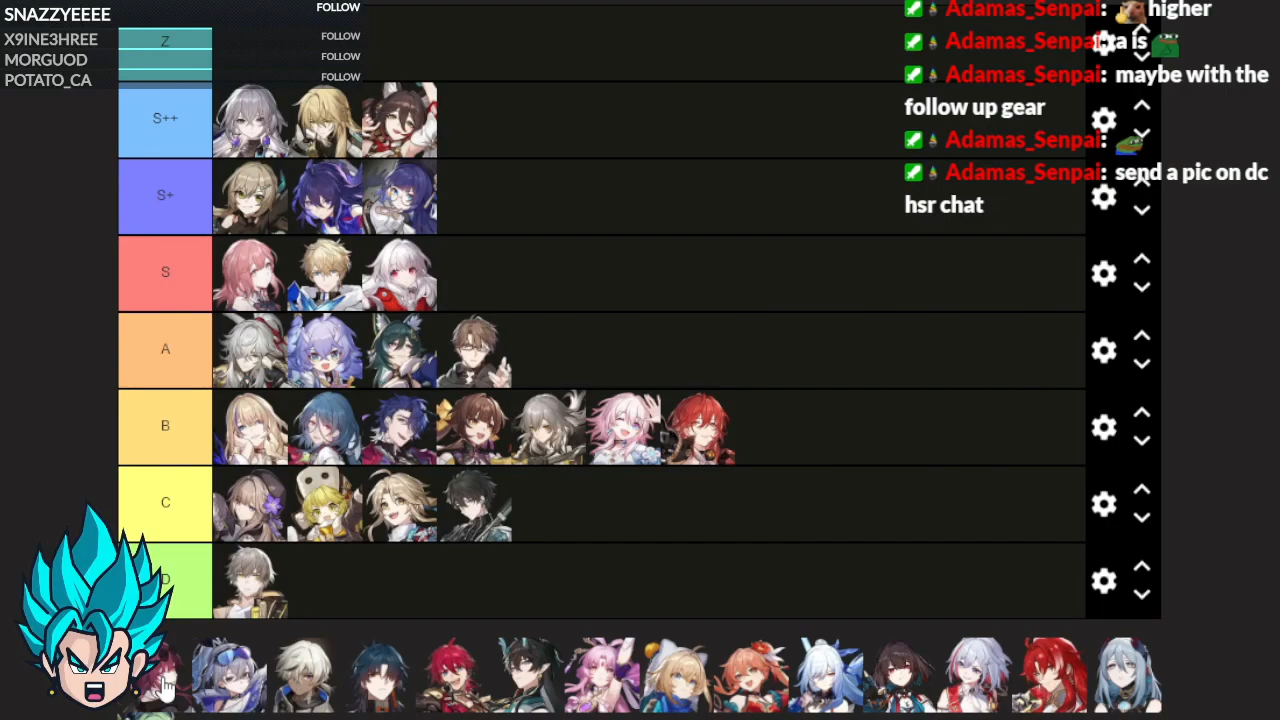 SNAZZYEEEE FOLLOW
X9INE3HREE FOLLOW
MORGUOD FOLLOW
POTATO_CA FOLLOW
Z
S++
S+
S
A
B
C
D
Adamas_Senpai: higher
Adamas_Senpai: is
Adamas_Senpai: maybe with the
follow up gear
Adamas_Senpai:
Adamas_Senpai: send a pic on dc
hsr chat